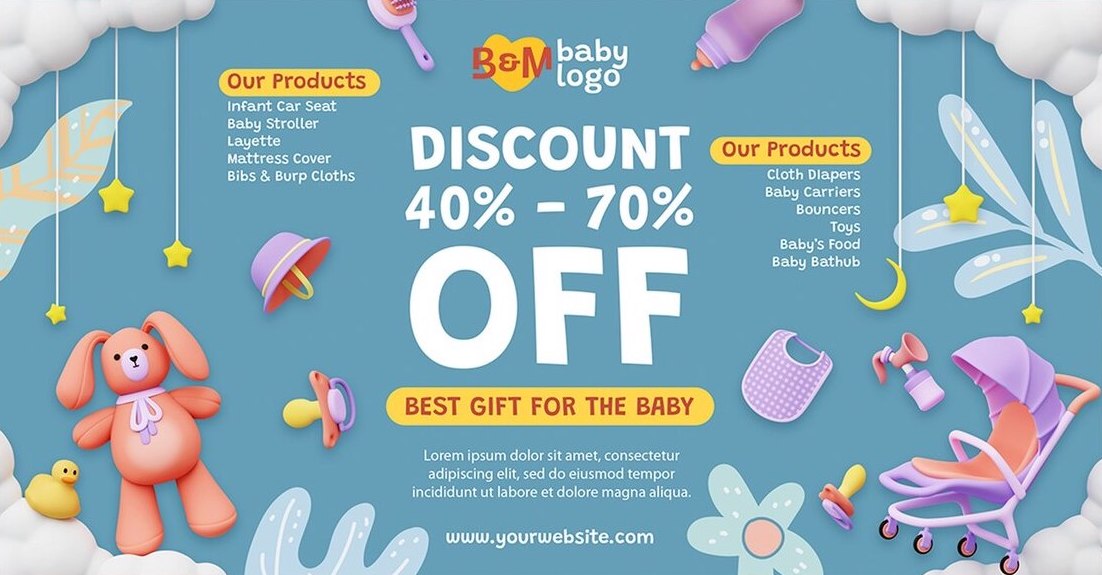 B&M baby
logo
Our Products
Infant Car Seat
Baby Stroller
Layette
Mattress Cover
Bibs & Burp Cloths
DISCOUNT
40% - 70%
OFF
Our Products
Cloth DIapers
Baby Carriers
Bouncers
Toys
Baby's Food
Baby Bathub
BEST GIFT FOR THE BABY
Lorem ipsum dolor sit amet, consectetur
adipiscing elit, sed do eiusmod tempor
incididunt ut labore et dolore magna aliqua.
www.yourwebsite.com